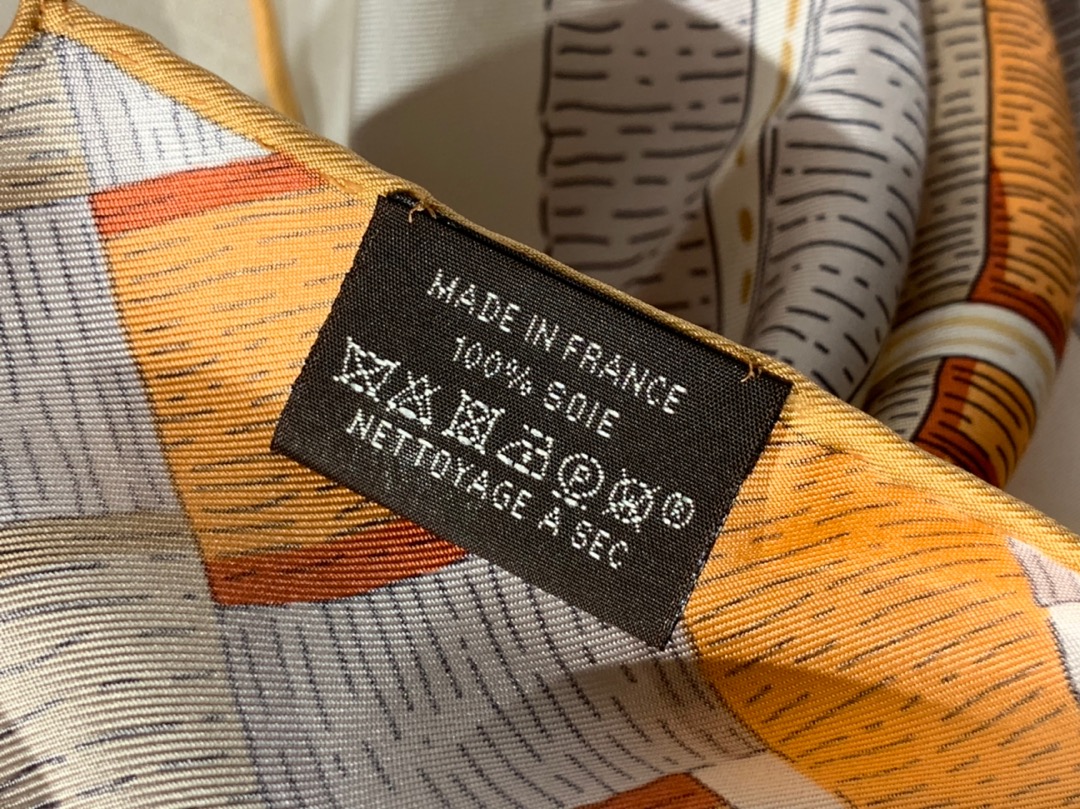 MADE IN FRANCE
100% SOIE
P W ®
NETTOYAGE A SEC